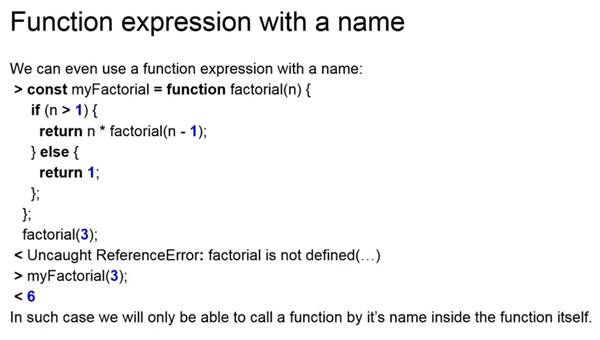 Function expression with a name
We can even use a function expression with a name:
> const myFactorial = function factorial(n) {
if (n > 1) {
return n * factorial(n - 1);
} else {
return 1;
};
};
factorial(3);
< Uncaught ReferenceError: factorial is not defined(…)
> myFactorial(3);
< 6
In such case we will only be able to call a function by it’s name inside the function itself.